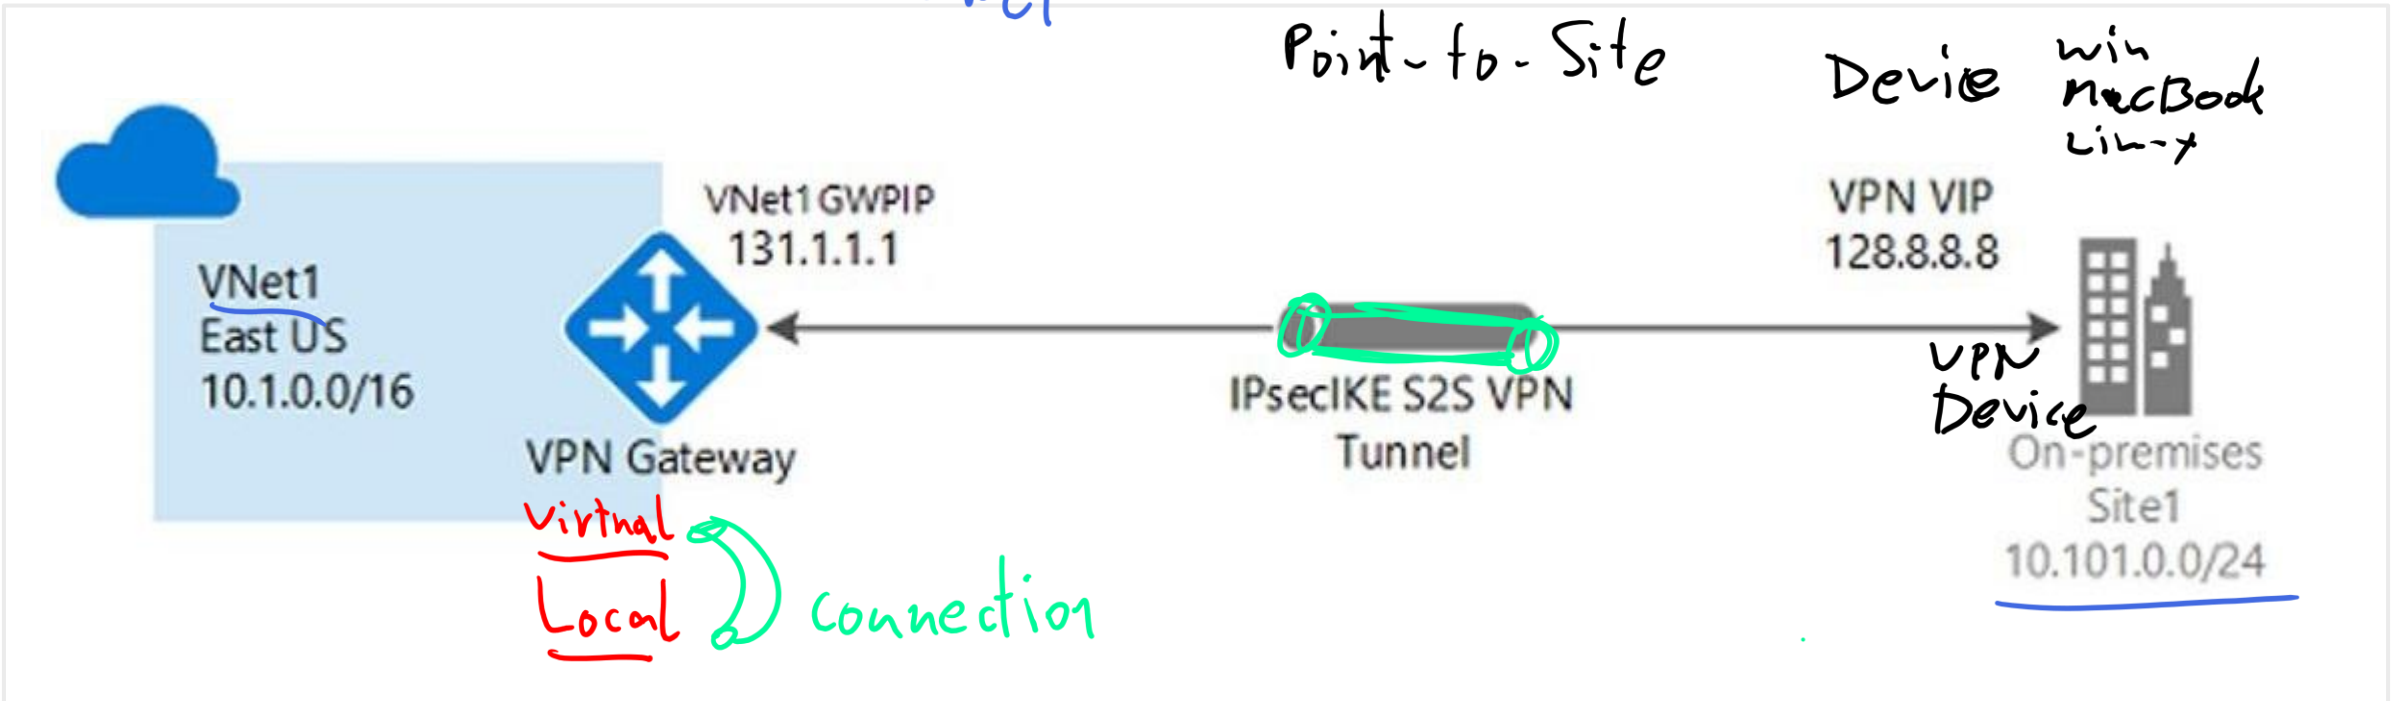 Point-to-Site
Device
Win
MacBook
Linux
VNet1GWPIP
131.1.1.1
VPN VIP
128.8.8.8
VNet1
East US
10.1.0.0/16
VPN Gateway
IPsecIKE S2S VPN
Tunnel
VPN
Device
On-premises
Site1
10.101.0.0/24
Virtual
Local
connection